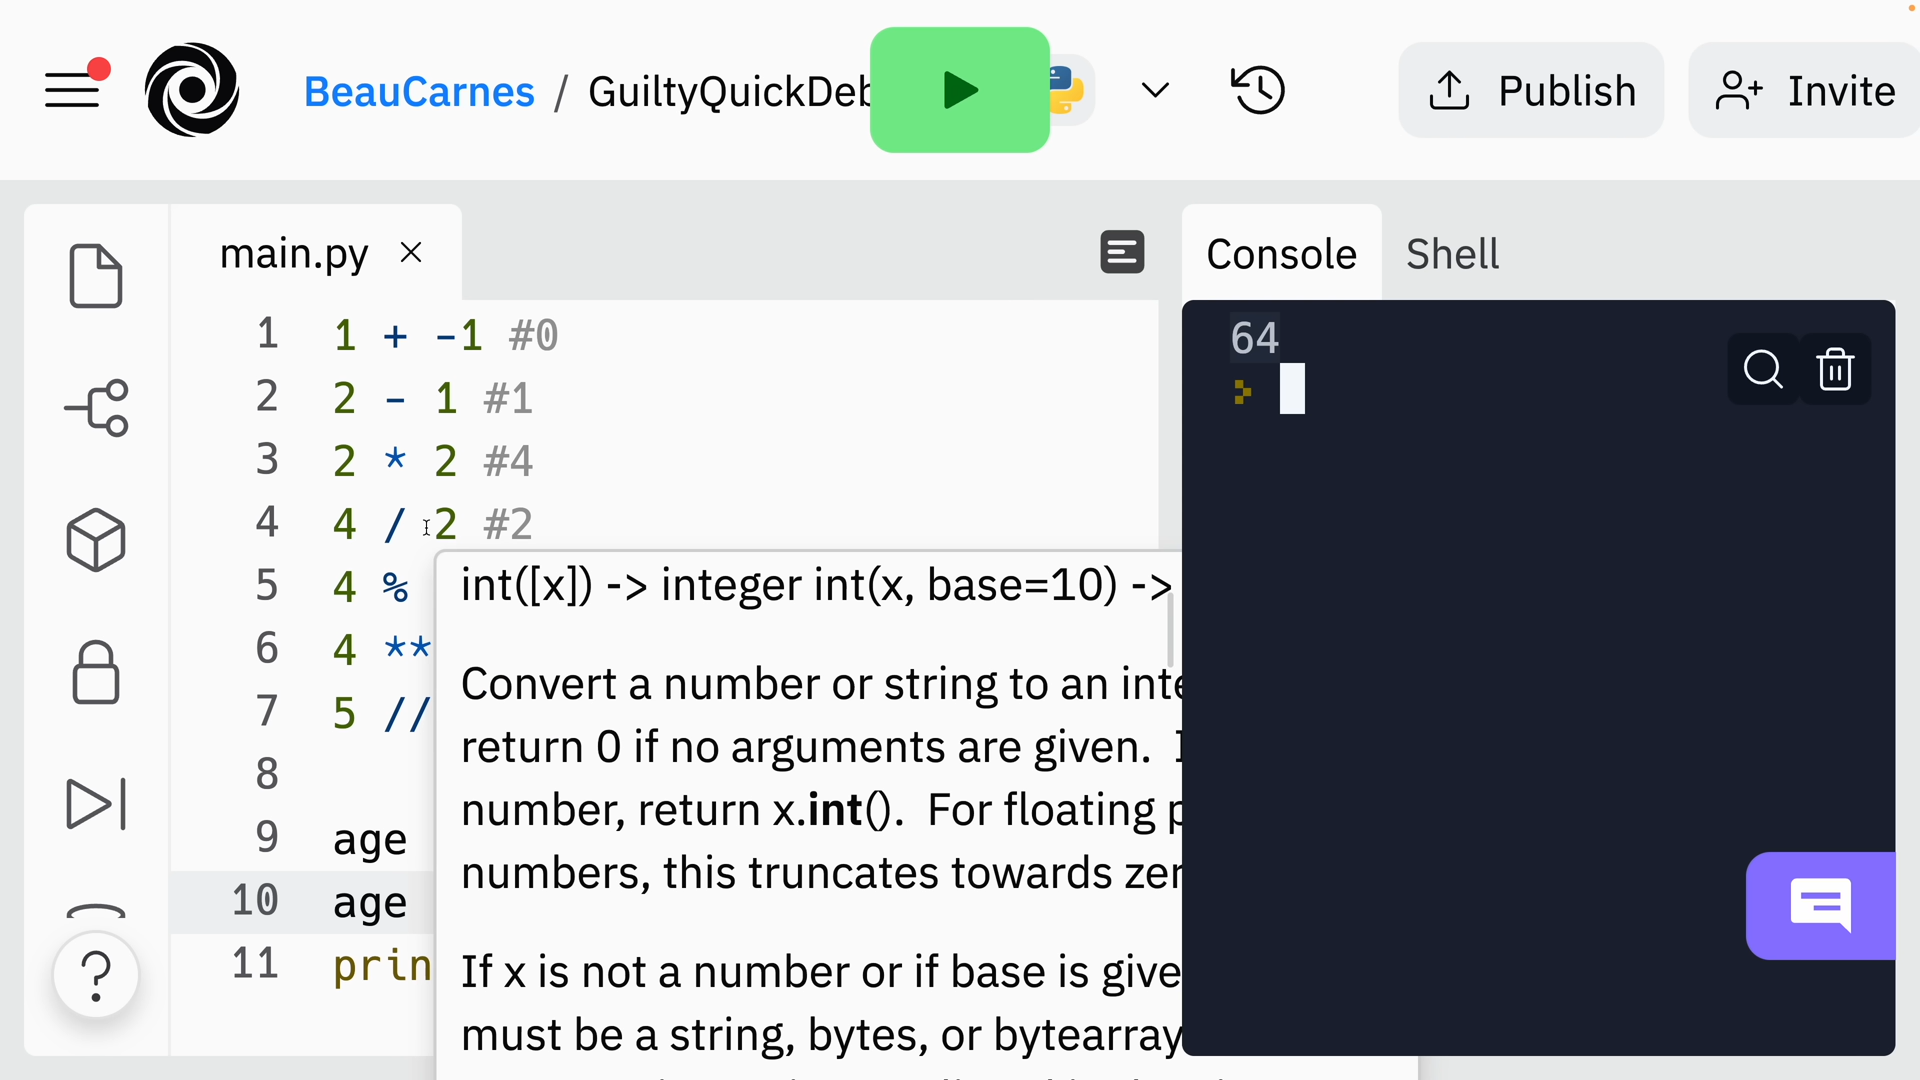 BeauCarnes / GuiltyQuickDeb
Publish
Invite
main.py
Console
Shell
1 1 + -1 #0
2 2 - 1 #1
3 2 * 2 #4
4 4 / 2 #2
5 4 %
6 4 **
7 5 //
8
9 age
10 age
11 prin
int([x]) -> integer int(x, base=10) ->
Convert a number or string to an inte
return 0 if no arguments are given. I
number, return x.int(). For floating p
numbers, this truncates towards zer
If x is not a number or if base is give
must be a string, bytes, or bytearray
64
?